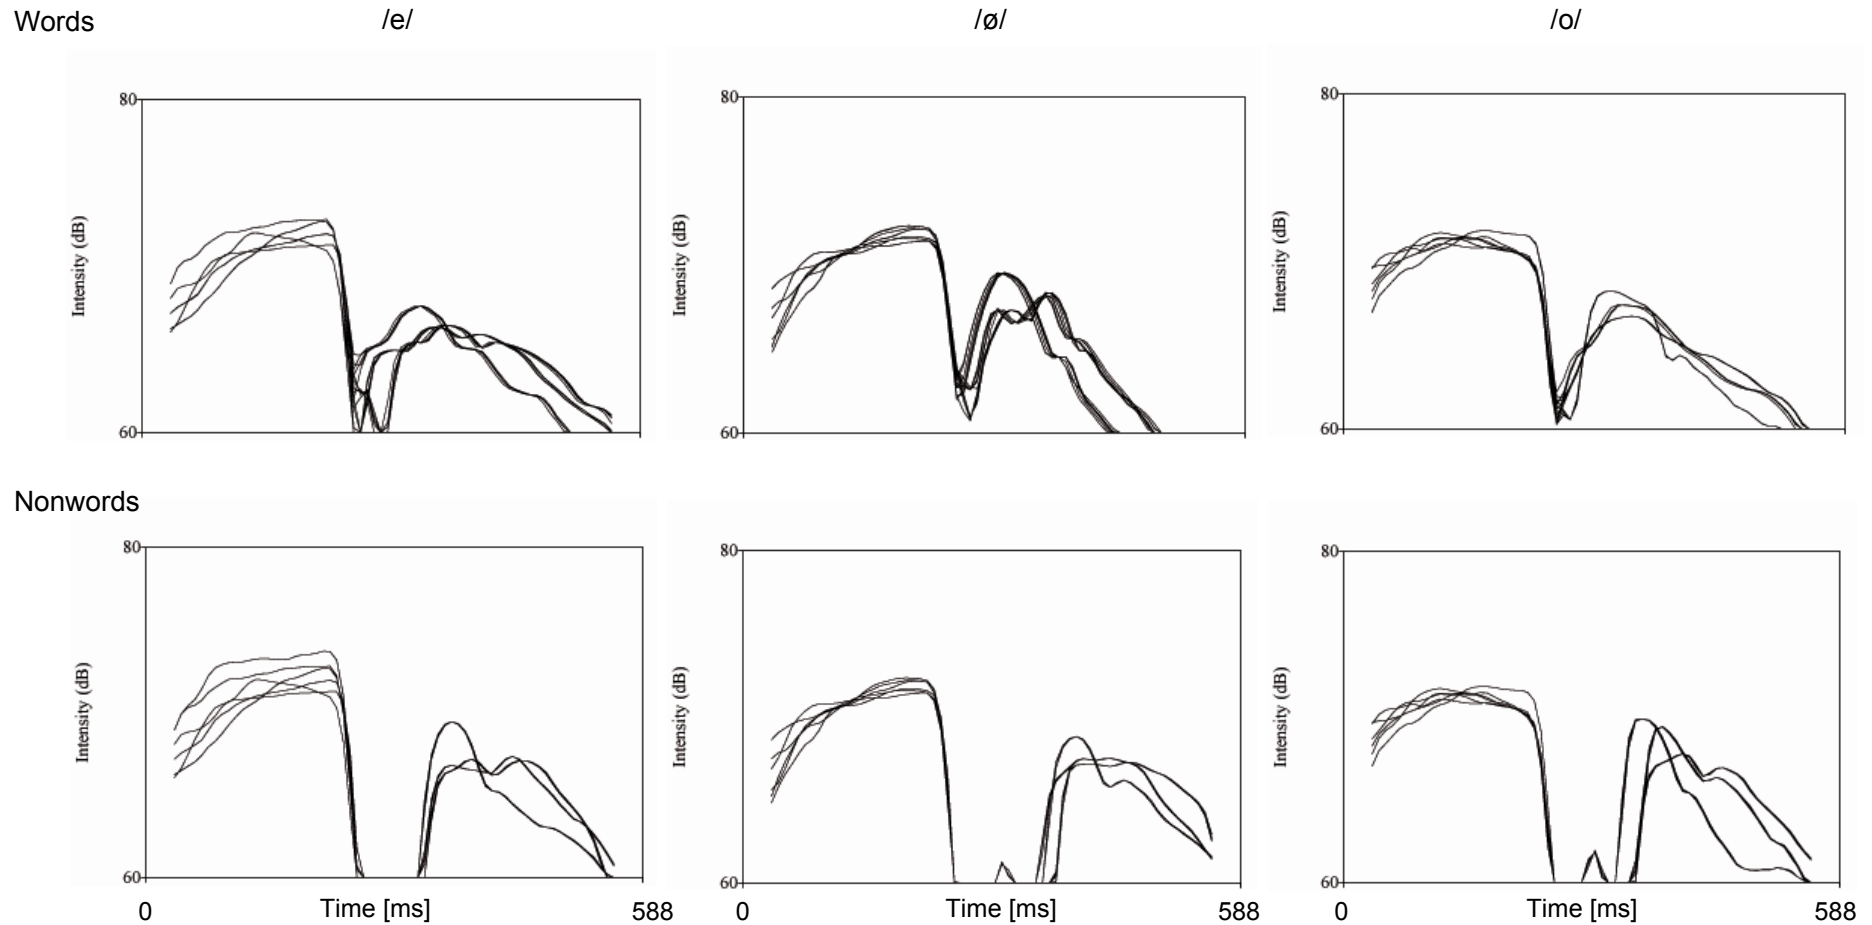 Words /e/ /ø/ /o/
80 80 80
Intensity (dB) Intensity (dB) Intensity (dB)
60 60 60
Nonwords
80 80 80
Intensity (dB) Intensity (dB) Intensity (dB)
60 60 60
0 Time [ms] 588 0 Time [ms] 588 0 Time [ms] 588